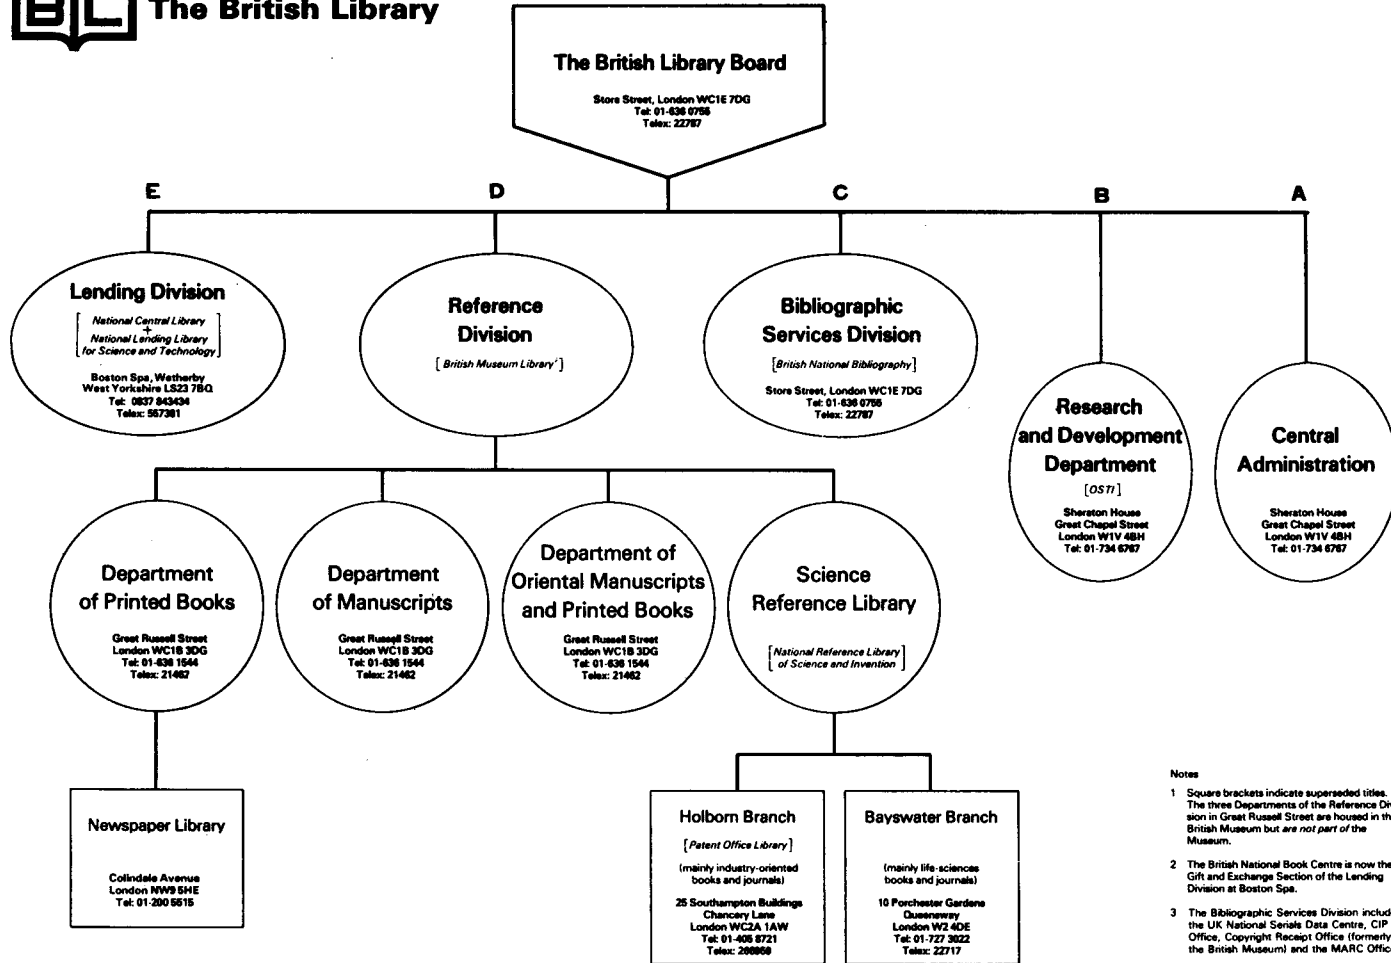 BL The British Library
The British Library Board
Store Street, London WC1E 7DG
Tel: 01-636 0755
Telex: 22787
E
D
C
B
A
Lending Division
[National Central Library
+
National Lending Library
for Science and Technology]
Boston Spa, Wetherby
West Yorkshire LS23 7BQ
Tel: 0937 843434
Telex: 557381
Reference
Division
[British Museum Library]
Bibliographic
Services Division
[British National Bibliography]
Store Street, London WC1E 7DG
Tel: 01-636 0755
Telex: 22787
Research
and Development
Department
[OSTI]
Sheraton House
Great Chapel Street
London W1V 4BH
Tel: 01-734 6767
Central
Administration
Sheraton House
Great Chapel Street
London W1V 4BH
Tel: 01-734 6767
Department
of Printed Books
Great Russell Street
London WC1B 3DG
Tel: 01-636 1544
Telex: 21462
Department
of Manuscripts
Great Russell Street
London WC1B 3DG
Tel: 01-636 1544
Telex: 21462
Department of
Oriental Manuscripts
and Printed Books
Great Russell Street
London WC1B 3DG
Tel: 01-636 1544
Telex: 21462
Science
Reference Library
[National Reference Library
of Science and Invention]
Newspaper Library
Colindale Avenue
London NW9 5HE
Tel: 01-200 5515
Holborn Branch
[Patent Office Library]
(mainly industry-oriented
books and journals)
25 Southampton Buildings
Chancery Lane
London WC2A 1AW
Tel: 01-405 8721
Telex: 266959
Bayswater Branch
(mainly life-sciences
books and journals)
10 Porchester Gardens
Queensway
London W2 4DE
Tel: 01-727 3022
Telex: 22717
Notes
1 Square brackets indicate superseded titles.
The three Departments of the Reference Div
sion in Great Russell Street are housed in th
British Museum but are not part of the
Museum.
2 The British National Book Centre is now the
Gift and Exchange Section of the Lending
Division at Boston Spa.
3 The Bibliographic Services Division includ
the UK National Serials Data Centre, CIP
Office, Copyright Receipt Office (formerly
the British Museum) and the MARC Offic